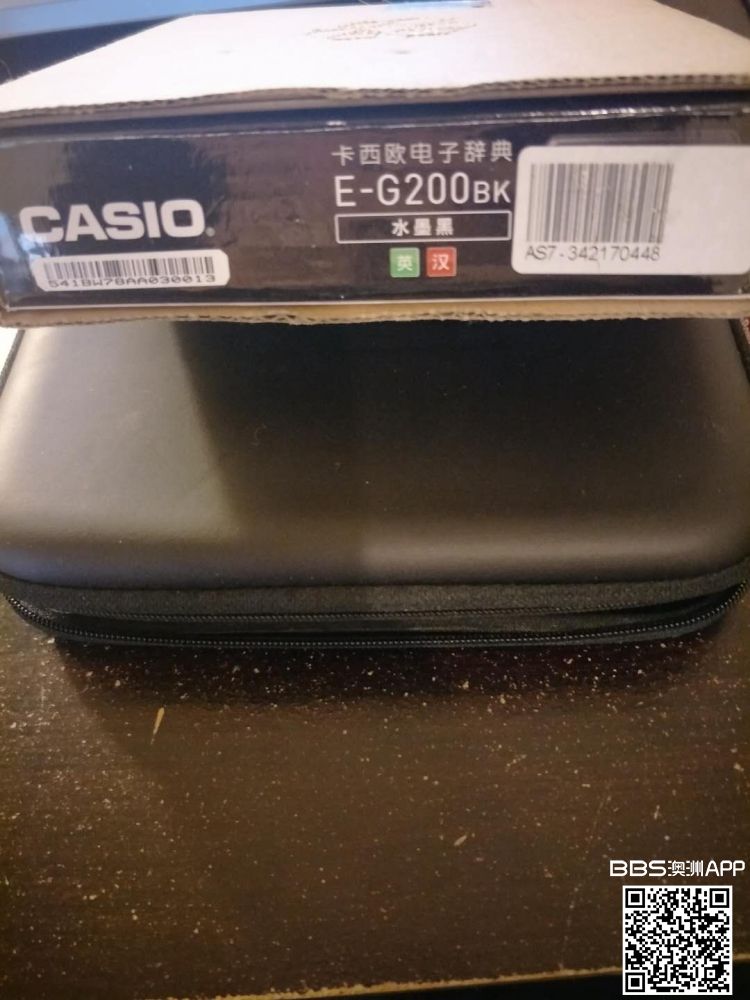 卡西欧电子辞典
CASIO®
E-G200BK
水墨黑
英 汉
541BW78AA030013
AS7-342170448
BBS澳洲APP